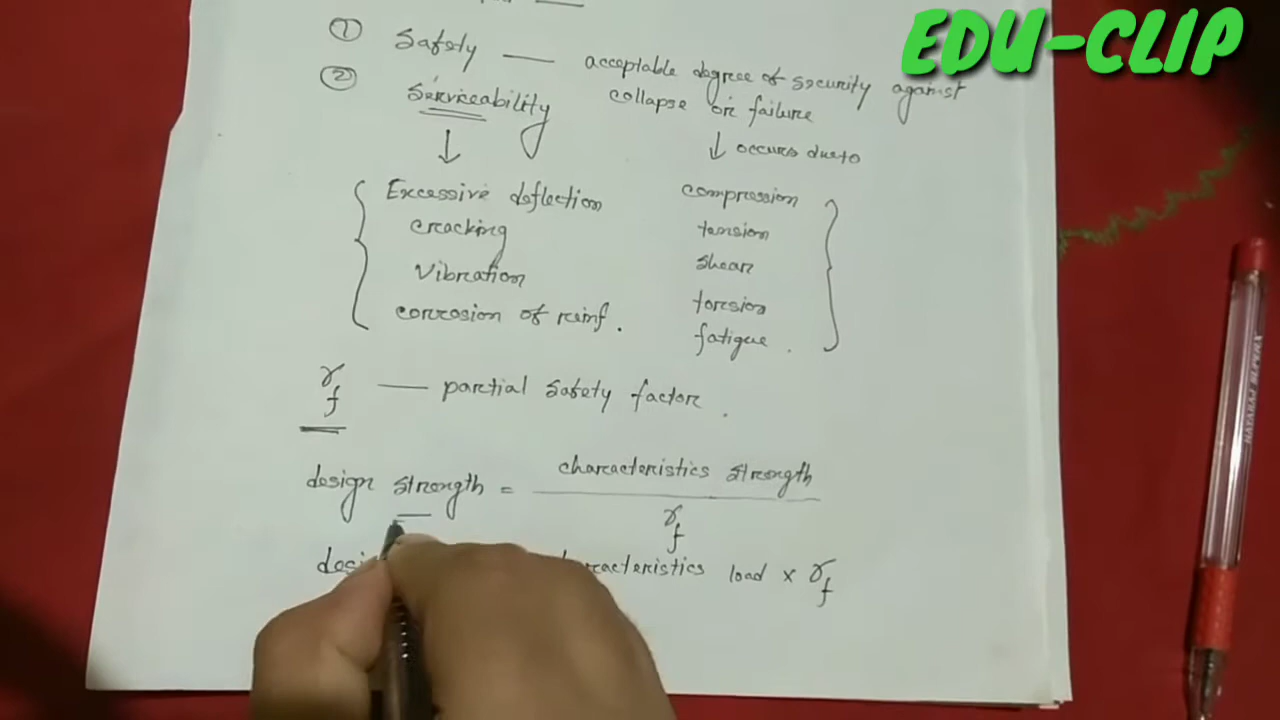 EDU-CLIP
① Safety — acceptable degree of security against
collapse or failure
② Serviceability
↓ occurs due to
Excessive deflection compression
cracking tension
Vibration shear
corrosion of reinf. torsion
fatigue.
γf — partial safety factor.
design strength = characteristics strength
γf
characteristics load × γf